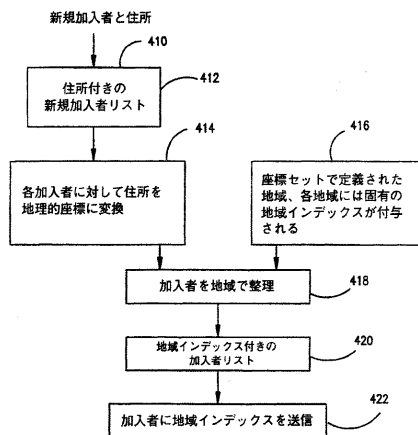 新規加入者と住所
410
住所付きの
新規加入者リスト
412
414
416
各加入者に対して住所を
地理的座標に変換
座標セットで定義された
地域、各地域には固有の
地域インデックスが付与
される
加入者を地域で整理
418
地域インデックス付きの
加入者リスト
420
422
加入者に地域インデックスを送信